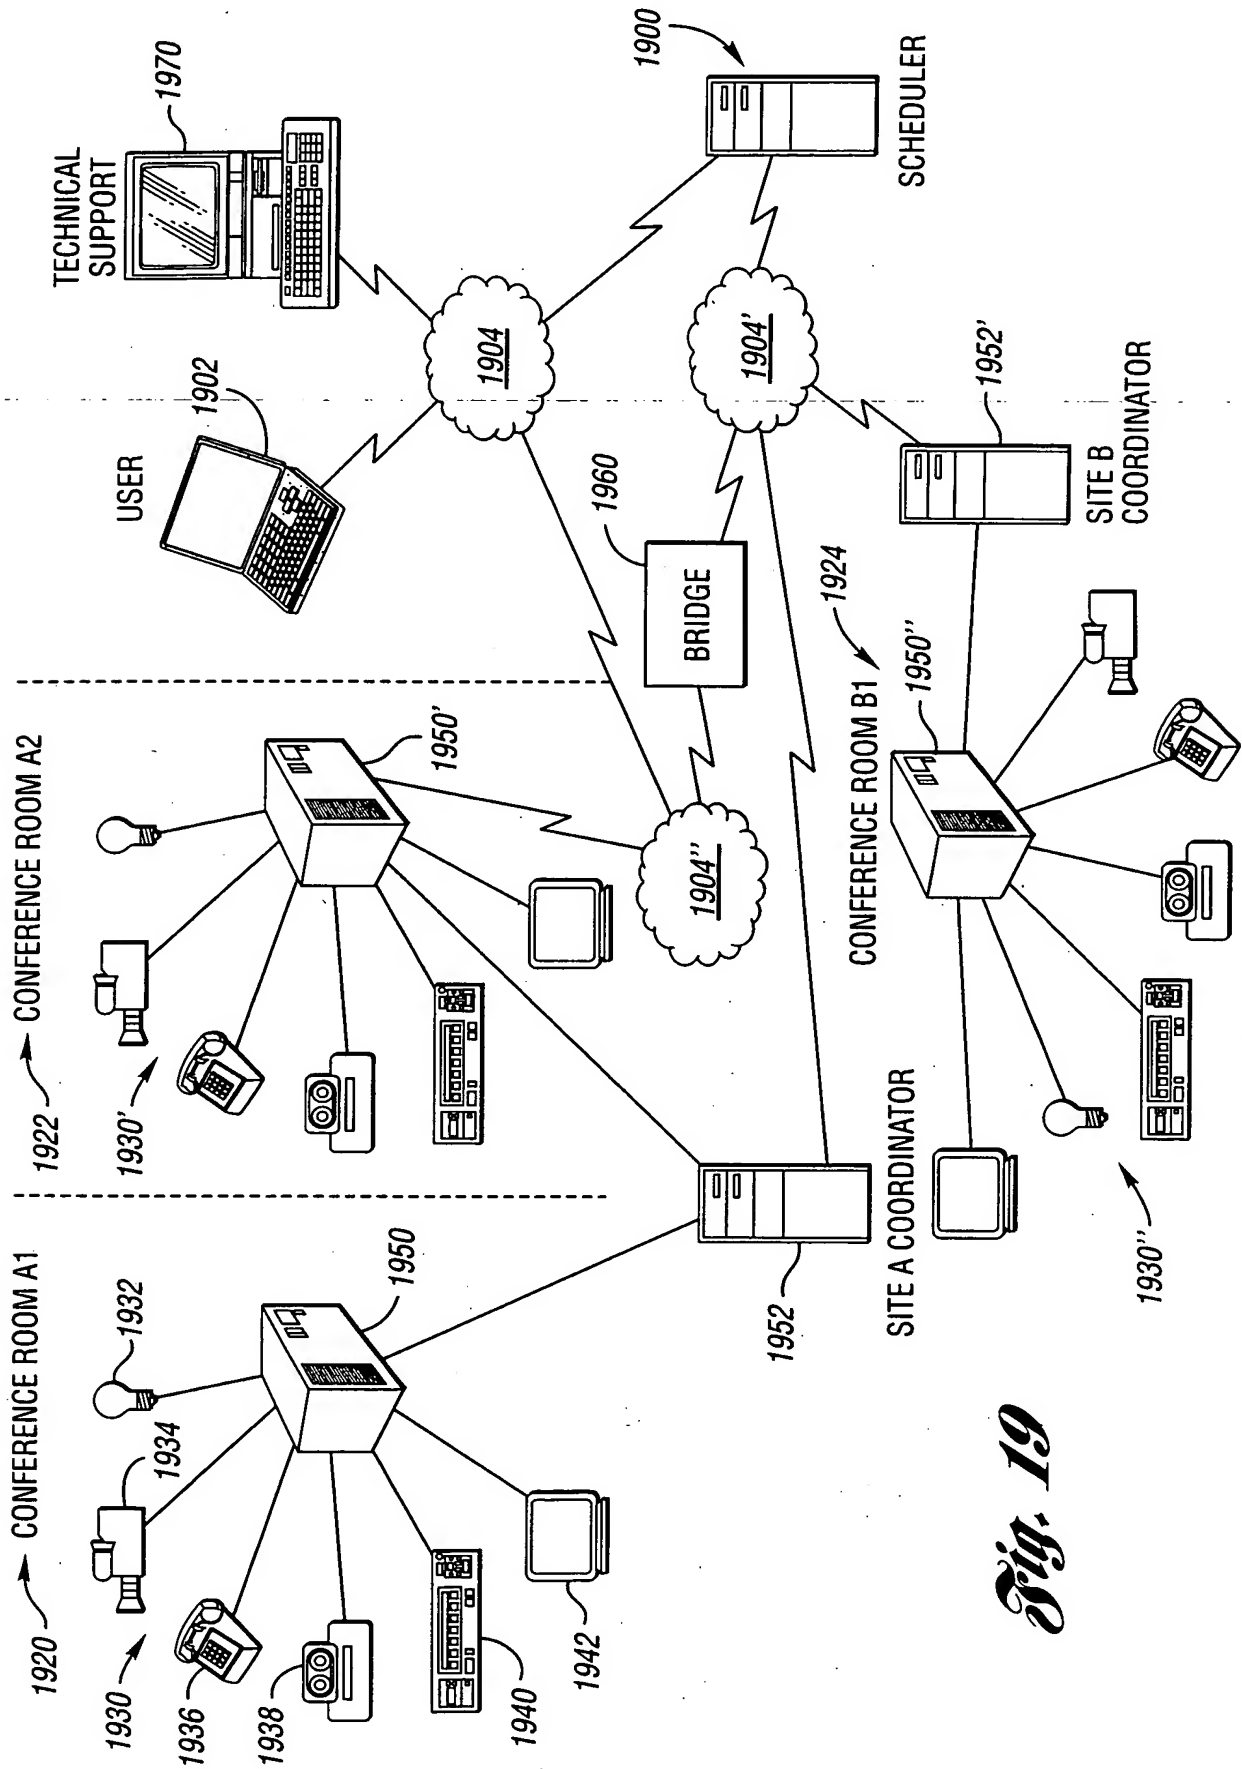 1920
CONFERENCE ROOM A1
1930
1932
1934
1936
1938
1940
1942
1950
1922
CONFERENCE ROOM A2
1930'
1950'
USER
1902
TECHNICAL
SUPPORT
1970
1904
1904'
1904''
BRIDGE
1960
1900
SCHEDULER
1952
SITE A COORDINATOR
CONFERENCE ROOM B1
1924
1950''
1930''
1952'
SITE B
COORDINATOR
Fig. 19